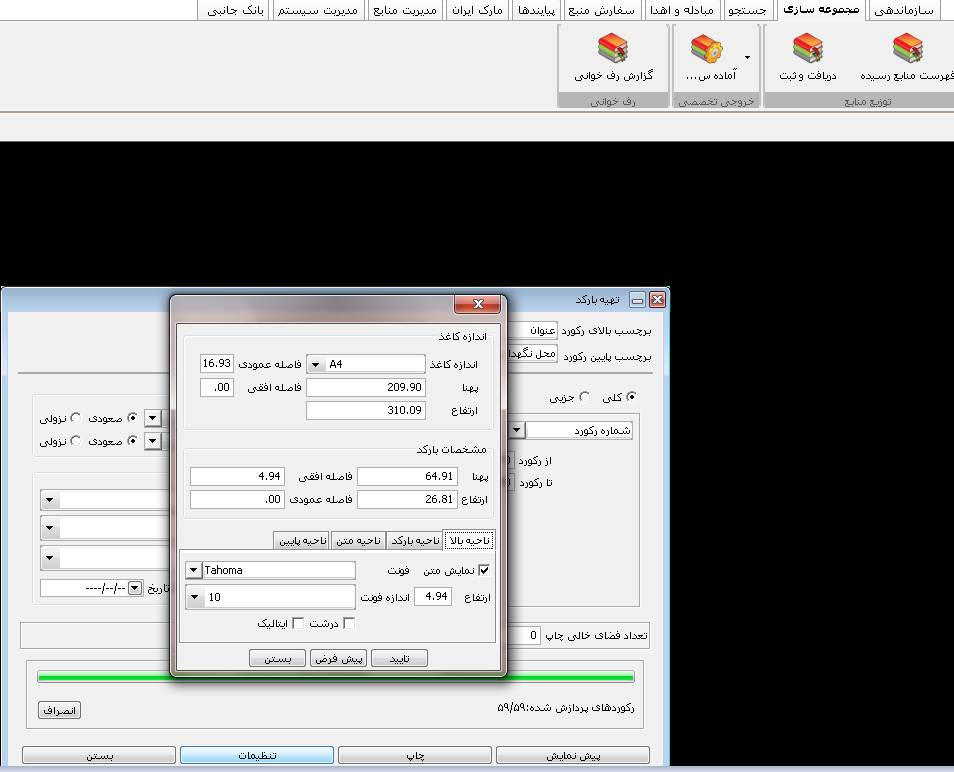 سازماندهی مجموعه سازی جستجو مبادله و اهدا سفارش منبع پیایندها مارک ایران مدیریت منابع مدیریت سیستم بانک جانبی
فهرست منابع رسیده دریافت و ثبت آماده س... گزارش رف خوانی
توزیع منابع خروجی تخصصی رف خوانی
تهیه بارکد
برچسب بالای رکورد عنوان
برچسب پایین رکورد محل نگهدا
کلی جزیی
شماره رکورد
از رکورد
تا رکورد
صعودی نزولی
صعودی نزولی
تاریخ --/--/----
تعداد فضای خالی چاپ 0
رکوردهای پردازش شده:۵۹/۵۹
انصراف
پیش نمایش چاپ تنظیمات بستن
اندازه کاغذ
اندازه کاغذ A4 فاصله عمودی 16.93
پهنا 209.90 فاصله افقی .00
ارتفاع 310.09
مشخصات بارکد
پهنا 64.91 فاصله افقی 4.94
ارتفاع 26.81 فاصله عمودی .00
ناحیه بالا ناحیه بارکد ناحیه متن ناحیه پایین
نمایش متن فونت Tahoma
ارتفاع 4.94 اندازه فونت 10
درشت ایتالیک
تایید پیش فرض بستن